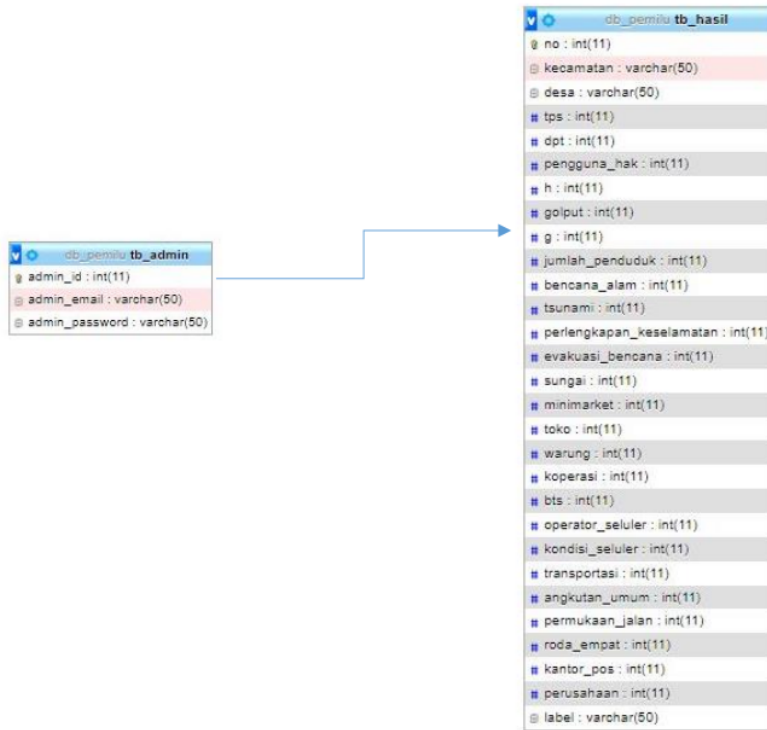 db_pemilu tb_admin
admin_id : int(11)
admin_email : varchar(50)
admin_password : varchar(50)
db_pemilu tb_hasil
no : int(11)
kecamatan : varchar(50)
desa : varchar(50)
# tps : int(11)
# dpt : int(11)
# pengguna_hak : int(11)
# h : int(11)
# golput : int(11)
# g : int(11)
# jumlah_penduduk : int(11)
# bencana_alam : int(11)
# tsunami : int(11)
# perlengkapan_keselamatan : int(11)
# evakuasi_bencana : int(11)
# sungai : int(11)
# minimarket : int(11)
# toko : int(11)
# warung : int(11)
# koperasi : int(11)
# bts : int(11)
# operator_seluler : int(11)
# kondisi_seluler : int(11)
# transportasi : int(11)
# angkutan_umum : int(11)
# permukaan_jalan : int(11)
# roda_empat : int(11)
# kantor_pos : int(11)
# perusahaan : int(11)
label : varchar(50)